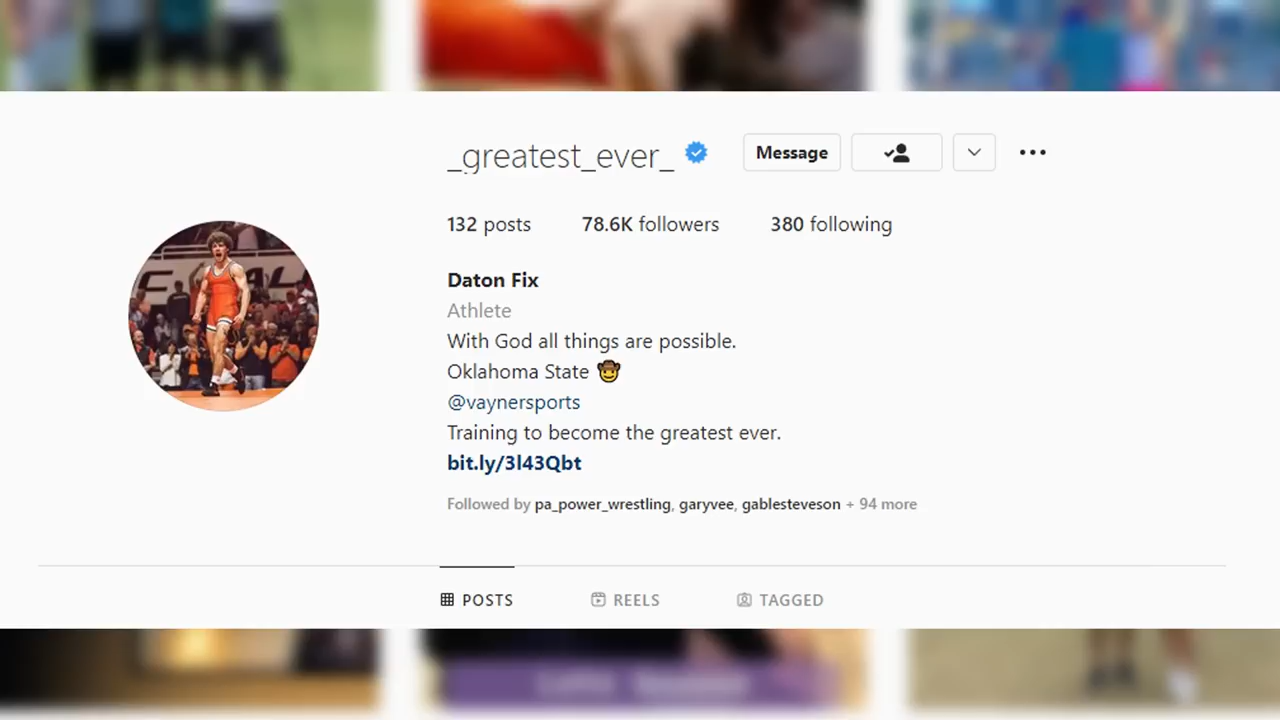 _greatest_ever_
Message
132 posts 78.6K followers 380 following
Daton Fix
Athlete
With God all things are possible.
Oklahoma State 🤠
@vaynersports
Training to become the greatest ever.
bit.ly/3l43Qbt
Followed by pa_power_wrestling, garyvee, gablesteveson + 94 more
POSTS REELS TAGGED